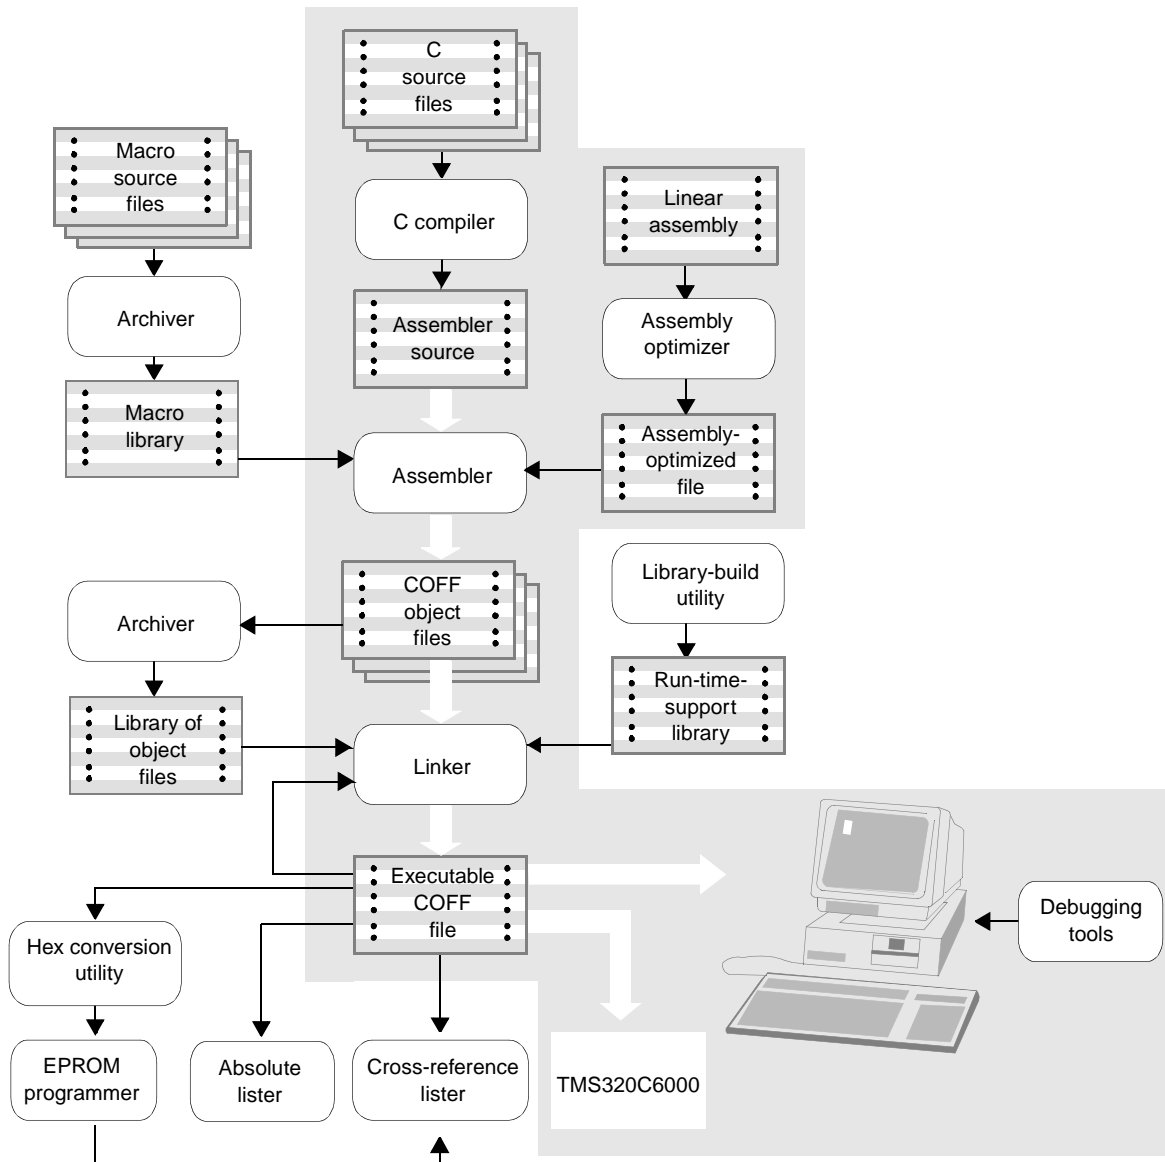 C
source
files
Macro
source
files
C compiler
Linear
assembly
Archiver
Assembler
source
Assembly
optimizer
Macro
library
Assembler
Assembly-
optimized
file
COFF
object
files
Library-build
utility
Archiver
Library of
object
files
Run-time-
support
library
Linker
Executable
COFF
file
Debugging
tools
Hex conversion
utility
EPROM
programmer
Absolute
lister
Cross-reference
lister
TMS320C6000